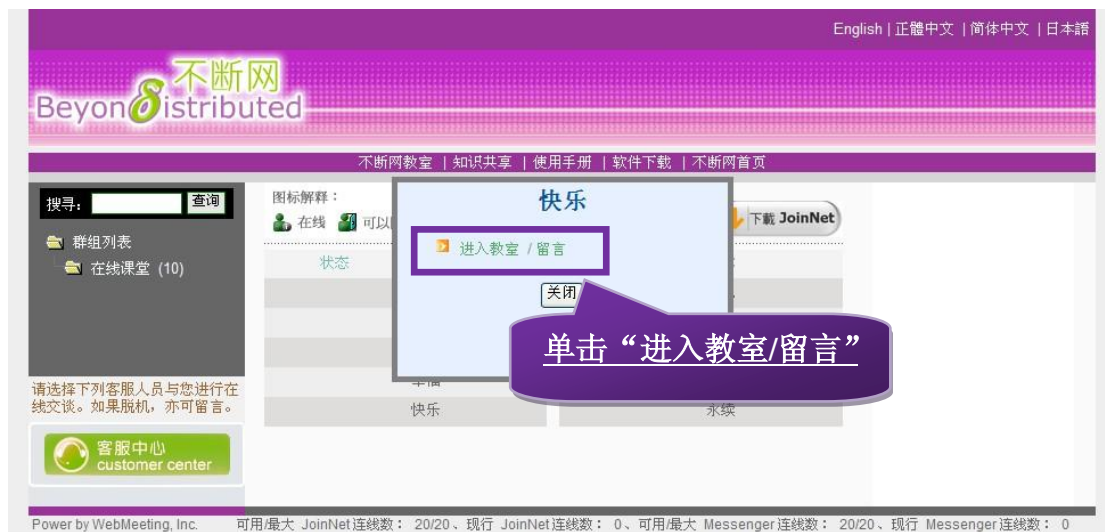 English | 正體中文 | 简体中文 | 日本語
不断网
Beyondistributed
不断网教室 | 知识共享 | 使用手册 | 软件下载 | 不断网首页
搜寻: 查询
群组列表
在线课堂 (10)
图标解释:
在线 可以
快乐
进入教室 / 留言
关闭
下載 JoinNet
状态
单击“进入教室/留言”
幸福
快乐 永续
请选择下列客服人员与您进行在
线交谈。如果脱机，亦可留言。
客服中心
customer center
Power by WebMeeting, Inc. 可用/最大 JoinNet连线数: 20/20、现行 JoinNet连线数: 0、可用/最大 Messenger连线数: 20/20、现行 Messenger连线数: 0